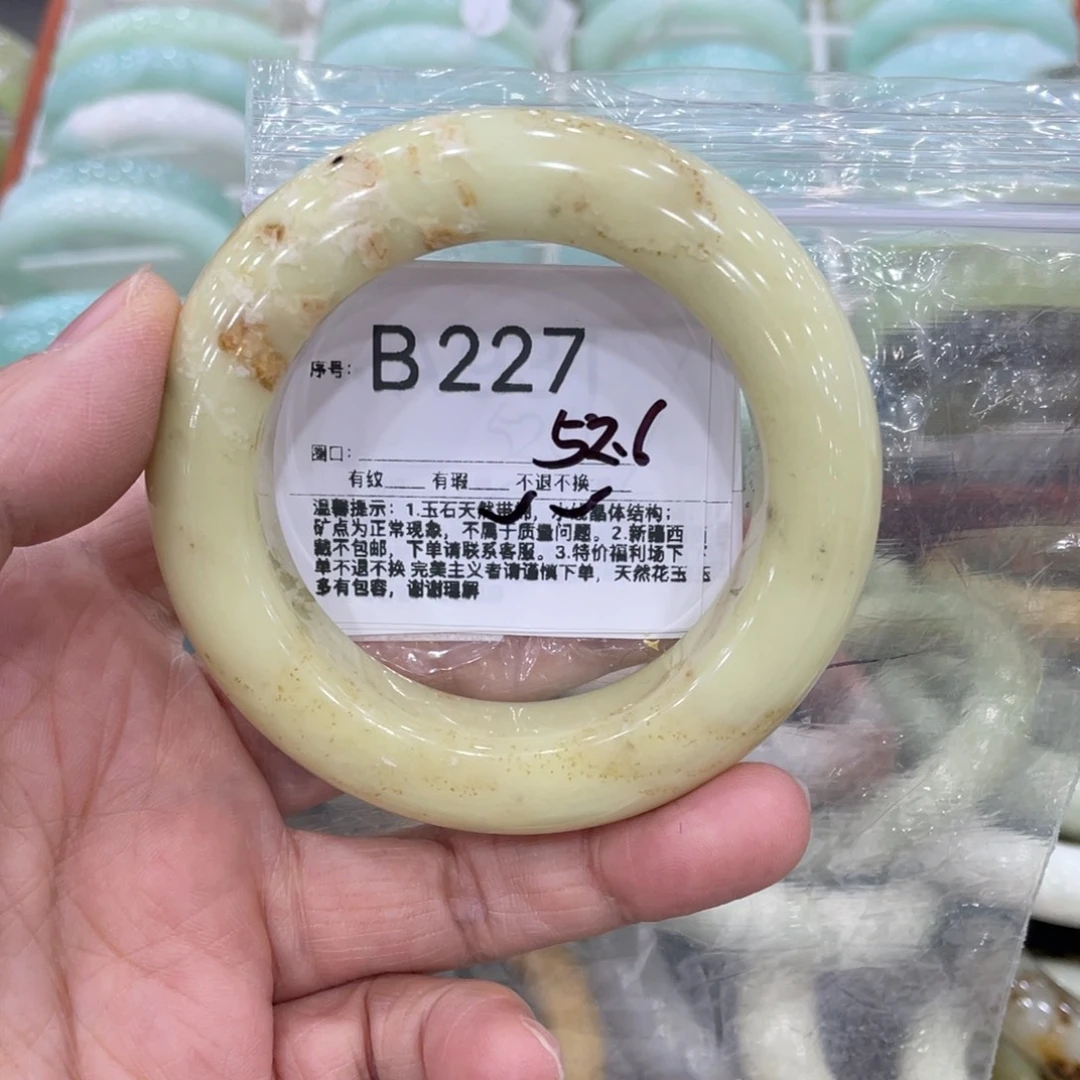 序号: B227
圈口: 52.6
有纹____ 有瑕____ 不退不换____
温馨提示: 1.玉石天然带棉, 水线晶体结构;
矿点为正常现象, 不属于质量问题。2.新疆西
藏不包邮, 下单请联系客服。3.特价福利场下
单不退不换 完美主义者请谨慎下单, 天然花玉
多有包容, 谢谢理解